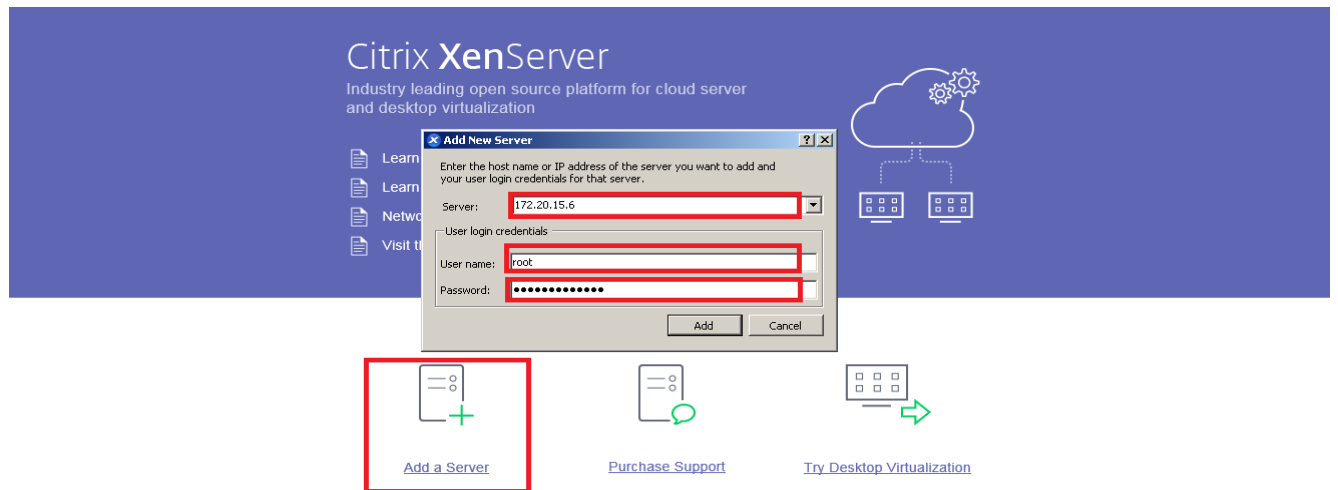 Citrix XenServer
Industry leading open source platform for cloud server
and desktop virtualization
Learn
Learn
Netwo
Visit t
Add New Server
Enter the host name or IP address of the server you want to add and
your user login credentials for that server.
Server: 172.20.15.6
User login credentials
User name: root
Password: •••••••••••••
Add Cancel
Add a Server Purchase Support Try Desktop Virtualization